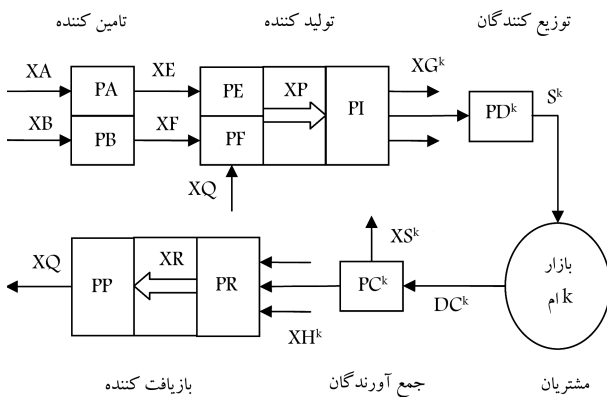 تامین کننده
تولید کننده
توزیع کنندگان
XA
XE
XP
XG^k
PA
PE
PI
PD^k
S^k
XB
XF
PB
PF
XQ
XQ
XR
XS^k
PP
PR
PC^k
DC^k
XH^k
بازار
k ام
بازیافت کننده
جمع آورندگان
مشتریان